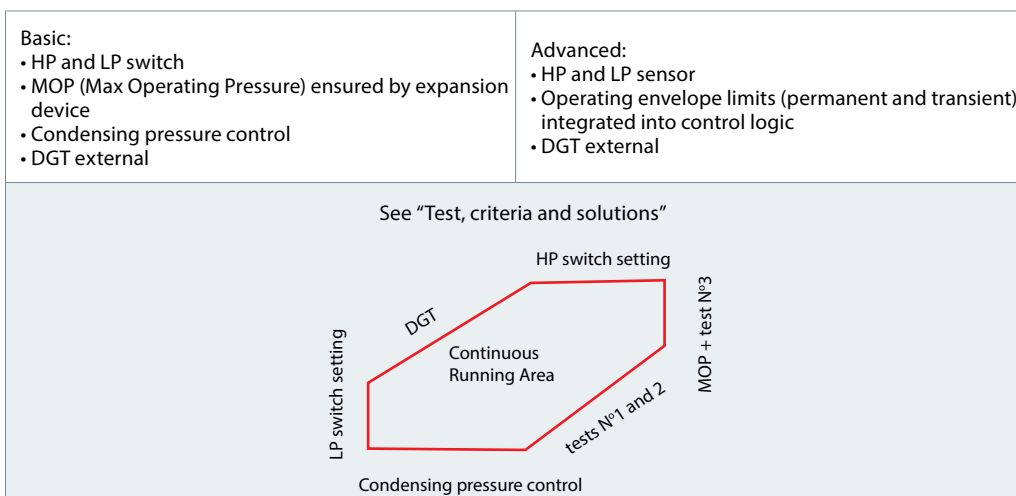 Basic:
• HP and LP switch
• MOP (Max Operating Pressure) ensured by expansion
device
• Condensing pressure control
• DGT external
Advanced:
• HP and LP sensor
• Operating envelope limits (permanent and transient)
integrated into control logic
• DGT external
See “Test, criteria and solutions”
HP switch setting
DGT
MOP + test N°3
Continuous
Running Area
LP switch setting
tests N°1 and 2
Condensing pressure control